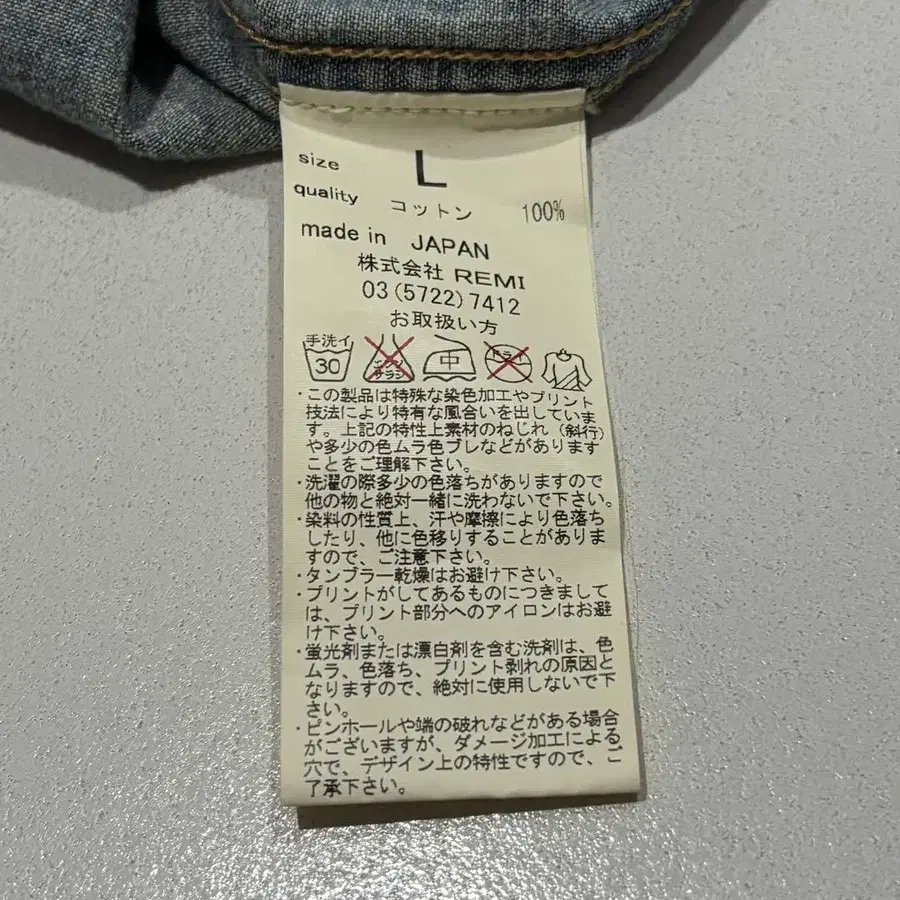 size L
quality コットン 100%
made in JAPAN
株式会社 REMI
03(5722)7412
お取扱い方
手洗イ
30
エンソ
サラシ
中
ドライ
・この製品は特殊な染色加工やプリント
技法により特有な風合いを出していま
す。上記の特性上素材のねじれ（斜行）
や多少の色ムラ色ブレなどがあります
ことをご理解下さい。
・洗濯の際多少の色落ちがありますので
他の物と絶対一緒に洗わないで下さい。
・染料の性質上、汗や摩擦により色落ち
したり、他に色移りすることがありま
すので、ご注意下さい。
・タンブラー乾燥はお避け下さい。
・プリントがしてあるものにつきまして
は、プリント部分へのアイロンはお避
け下さい。
・蛍光剤または漂白剤を含む洗剤は、色
ムラ、色落ち、プリント剥れの原因と
なりますので、絶対に使用しないで下
さい。
・ピンホールや端の破れなどがある場合
がございますが、ダメージ加工による
穴で、デザイン上の特性ですので、ご
了承下さい。